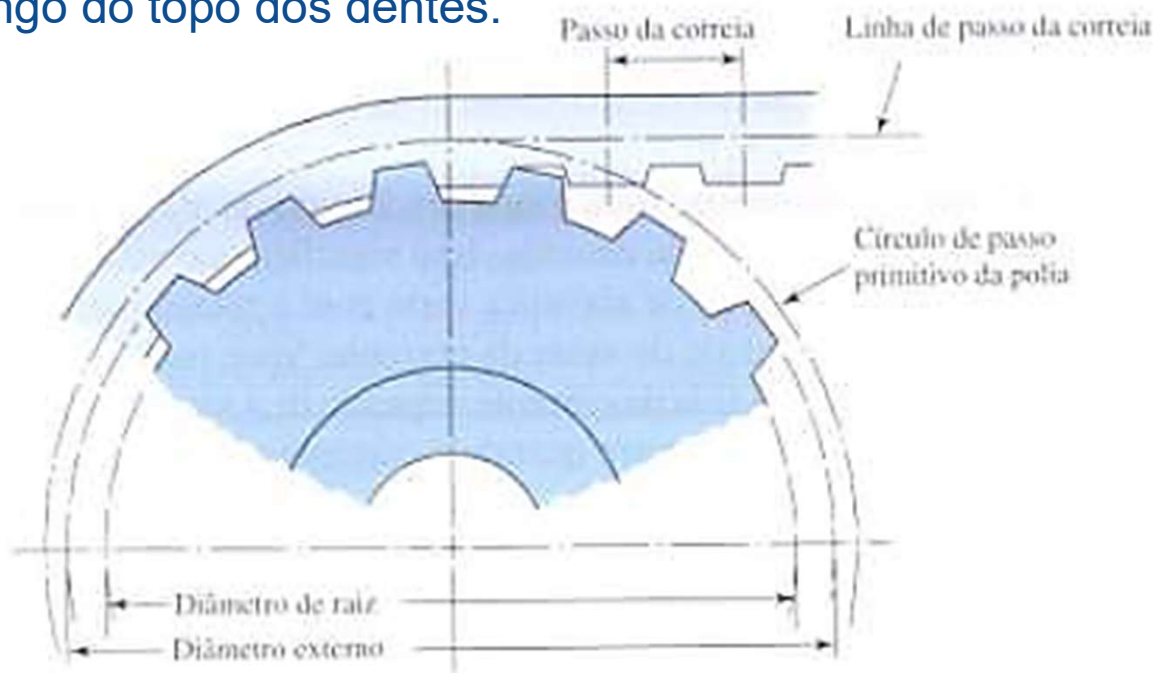 ngo do topo dos dentes.
Passo da correia
Linha de passo da correia
Círculo de passo
primitivo da polia
Diâmetro de raiz
Diâmetro externo